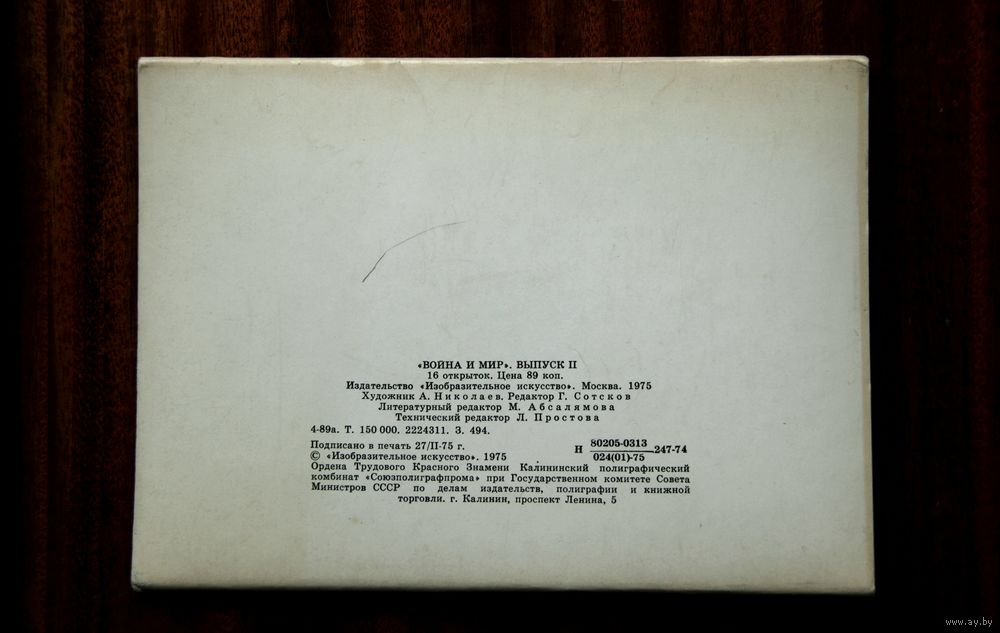 «ВОЙНА И МИР». ВЫПУСК II
16 открыток. Цена 89 коп.
Издательство «Изобразительное искусство». Москва. 1975
Художник А. Николаев. Редактор Г. Сотсков
Литературный редактор М. Абсалямова
Технический редактор Л. Простова
4-89а. Т. 150 000. 2224311. З. 494.
Подписано в печать 27/II-75 г.
© «Изобразительное искусство». 1975
Н 80205-0313
024(01)-75
247-74
Ордена Трудового Красного Знамени Калининский полиграфический
комбинат «Союзполиграфпрома» при Государственном комитете Совета
Министров СССР по делам издательств, полиграфии и книжной
торговли. г. Калинин, проспект Ленина, 5
www.ay.by